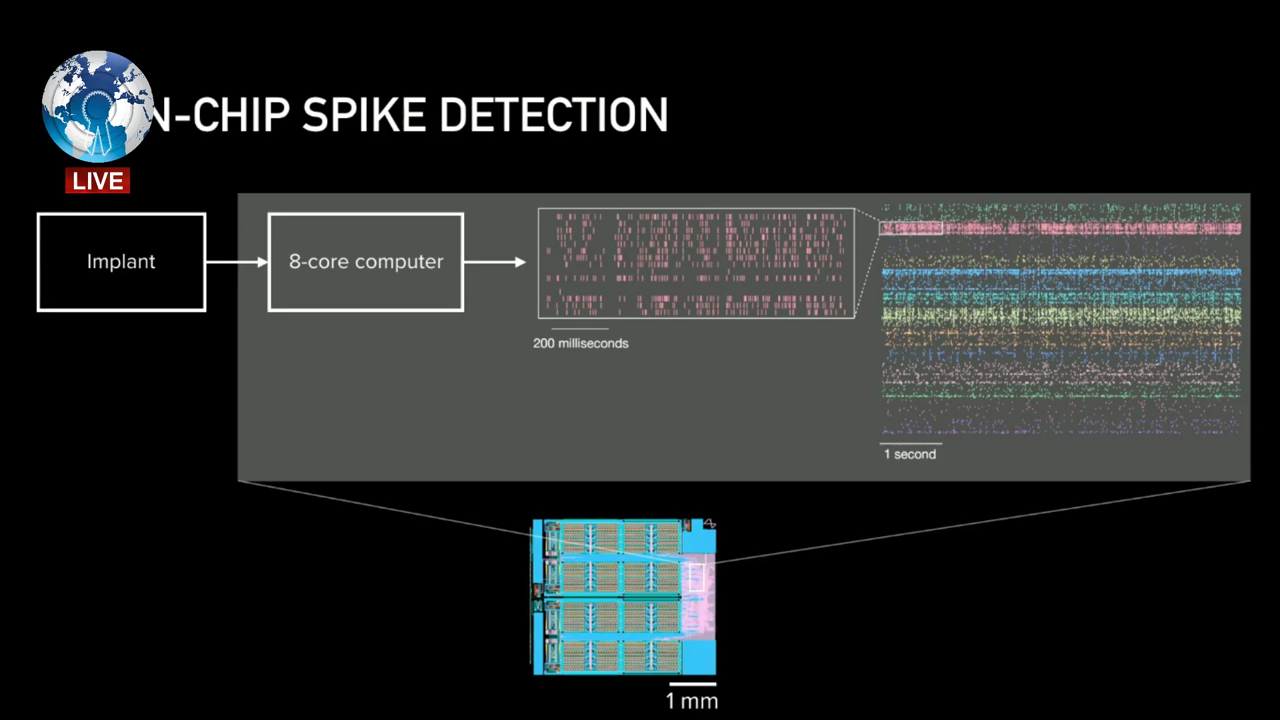 N-CHIP SPIKE DETECTION
LIVE
Implant
8-core computer
200 milliseconds
1 second
1 mm